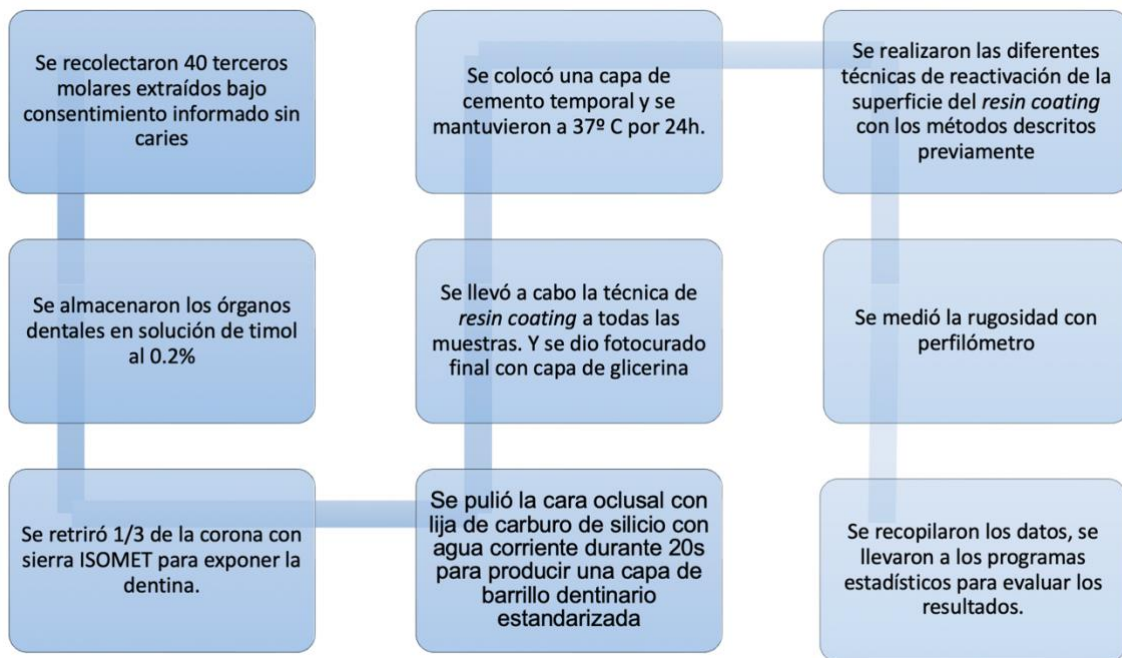 Se recolectaron 40 terceros
molares extraídos bajo
consentimiento informado sin
caries
Se almacenaron los órganos
dentales en solución de timol
al 0.2%
Se retriró 1/3 de la corona con
sierra ISOMET para exponer la
dentina.
Se pulió la cara oclusal con
lija de carburo de silicio con
agua corriente durante 20s
para producir una capa de
barrillo dentinario
estandarizada
Se llevó a cabo la técnica de
resin coating a todas las
muestras. Y se dio fotocurado
final con capa de glicerina
Se colocó una capa de
cemento temporal y se
mantuvieron a 37º C por 24h.
Se realizaron las diferentes
técnicas de reactivación de la
superficie del resin coating
con los métodos descritos
previamente
Se medió la rugosidad con
perfilómetro
Se recopilaron los datos, se
llevaron a los programas
estadísticos para evaluar los
resultados.